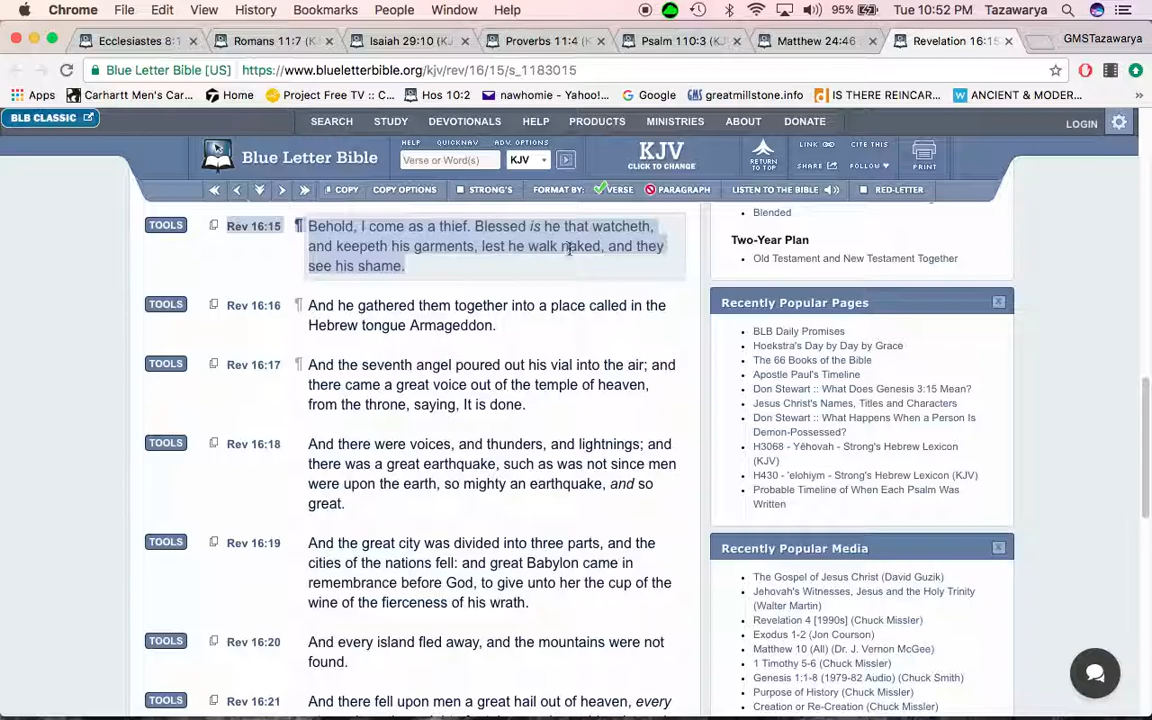 Chrome File Edit View History Bookmarks People Window Help 95% Tue 10:52 PM Tazawarya
Ecclesiastes 8:1 Romans 11:7 Isaiah 29:10 Proverbs 11:4 Psalm 110:3 Matthew 24:46 Revelation 16:15 GMSTazawarya
Blue Letter Bible [US] https://www.blueletterbible.org/kjv/rev/16/15/s_1183015
Apps Carhartt Men's Car... Home Project Free TV :: C... Hos 10:2 nawhomie - Yahoo!... Google greatmillstone.info IS THERE REINCAR... ANCIENT & MODER... »
BLB CLASSIC
SEARCH STUDY DEVOTIONALS HELP PRODUCTS MINISTRIES ABOUT DONATE LOGIN
HELP QUICKNAV ADV. OPTIONS
Blue Letter Bible
Verse or Word(s) KJV
KJV
CLICK TO CHANGE
RETURN TO TOP
LINK CITE THIS
SHARE FOLLOW
PRINT
COPY COPY OPTIONS STRONG'S FORMAT BY: VERSE PARAGRAPH LISTEN TO THE BIBLE RED-LETTER
TOOLS Rev 16:15 ¶ Behold, I come as a thief. Blessed is he that watcheth,
and keepeth his garments, lest he walk naked, and they
see his shame.
TOOLS Rev 16:16 ¶ And he gathered them together into a place called in the
Hebrew tongue Armageddon.
TOOLS Rev 16:17 ¶ And the seventh angel poured out his vial into the air; and
there came a great voice out of the temple of heaven,
from the throne, saying, It is done.
TOOLS Rev 16:18 And there were voices, and thunders, and lightnings; and
there was a great earthquake, such as was not since men
were upon the earth, so mighty an earthquake, and so
great.
TOOLS Rev 16:19 And the great city was divided into three parts, and the
cities of the nations fell: and great Babylon came in
remembrance before God, to give unto her the cup of the
wine of the fierceness of his wrath.
TOOLS Rev 16:20 And every island fled away, and the mountains were not
found.
TOOLS Rev 16:21 And there fell upon men a great hail out of heaven, every
Blended
Two-Year Plan
Old Testament and New Testament Together
Recently Popular Pages
BLB Daily Promises
Hoekstra's Day by Day by Grace
The 66 Books of the Bible
Apostle Paul's Timeline
Don Stewart :: What Does Genesis 3:15 Mean?
Jesus Christ's Names, Titles and Characters
Don Stewart :: What Happens When a Person Is
Demon-Possessed?
H3068 - Yĕhovah - Strong's Hebrew Lexicon
(KJV)
H430 - 'elohiym - Strong's Hebrew Lexicon (KJV)
Probable Timeline of When Each Psalm Was
Written
Recently Popular Media
The Gospel of Jesus Christ (David Guzik)
Jehovah's Witnesses, Jesus and the Holy Trinity
(Walter Martin)
Revelation 4 [1990s] (Chuck Missler)
Exodus 1-2 (Jon Courson)
Matthew 10 (All) (Dr. J. Vernon McGee)
1 Timothy 5-6 (Chuck Missler)
Genesis 1:1-8 (1979-82 Audio) (Chuck Smith)
Purpose of History (Chuck Missler)
Creation or Re-Creation (Chuck Missler)